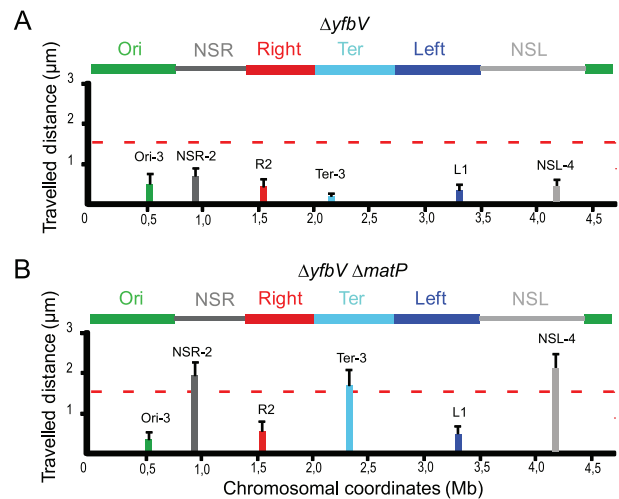 A
ΔyfbV
Ori NSR Right Ter Left NSL
Travelled distance (μm)
3
2
1
Ori-3 NSR-2 R2 Ter-3 L1 NSL-4
0 0,5 1,0 1,5 2,0 2,5 3,0 3,5 4,0 4,5
B
ΔyfbV ΔmatP
Ori NSR Right Ter Left NSL
Travelled distance (μm)
3
2
1
Ori-3 NSR-2 R2 Ter-3 L1 NSL-4
0 0,5 1,0 1,5 2,0 2,5 3,0 3,5 4,0 4,5
Chromosomal coordinates (Mb)